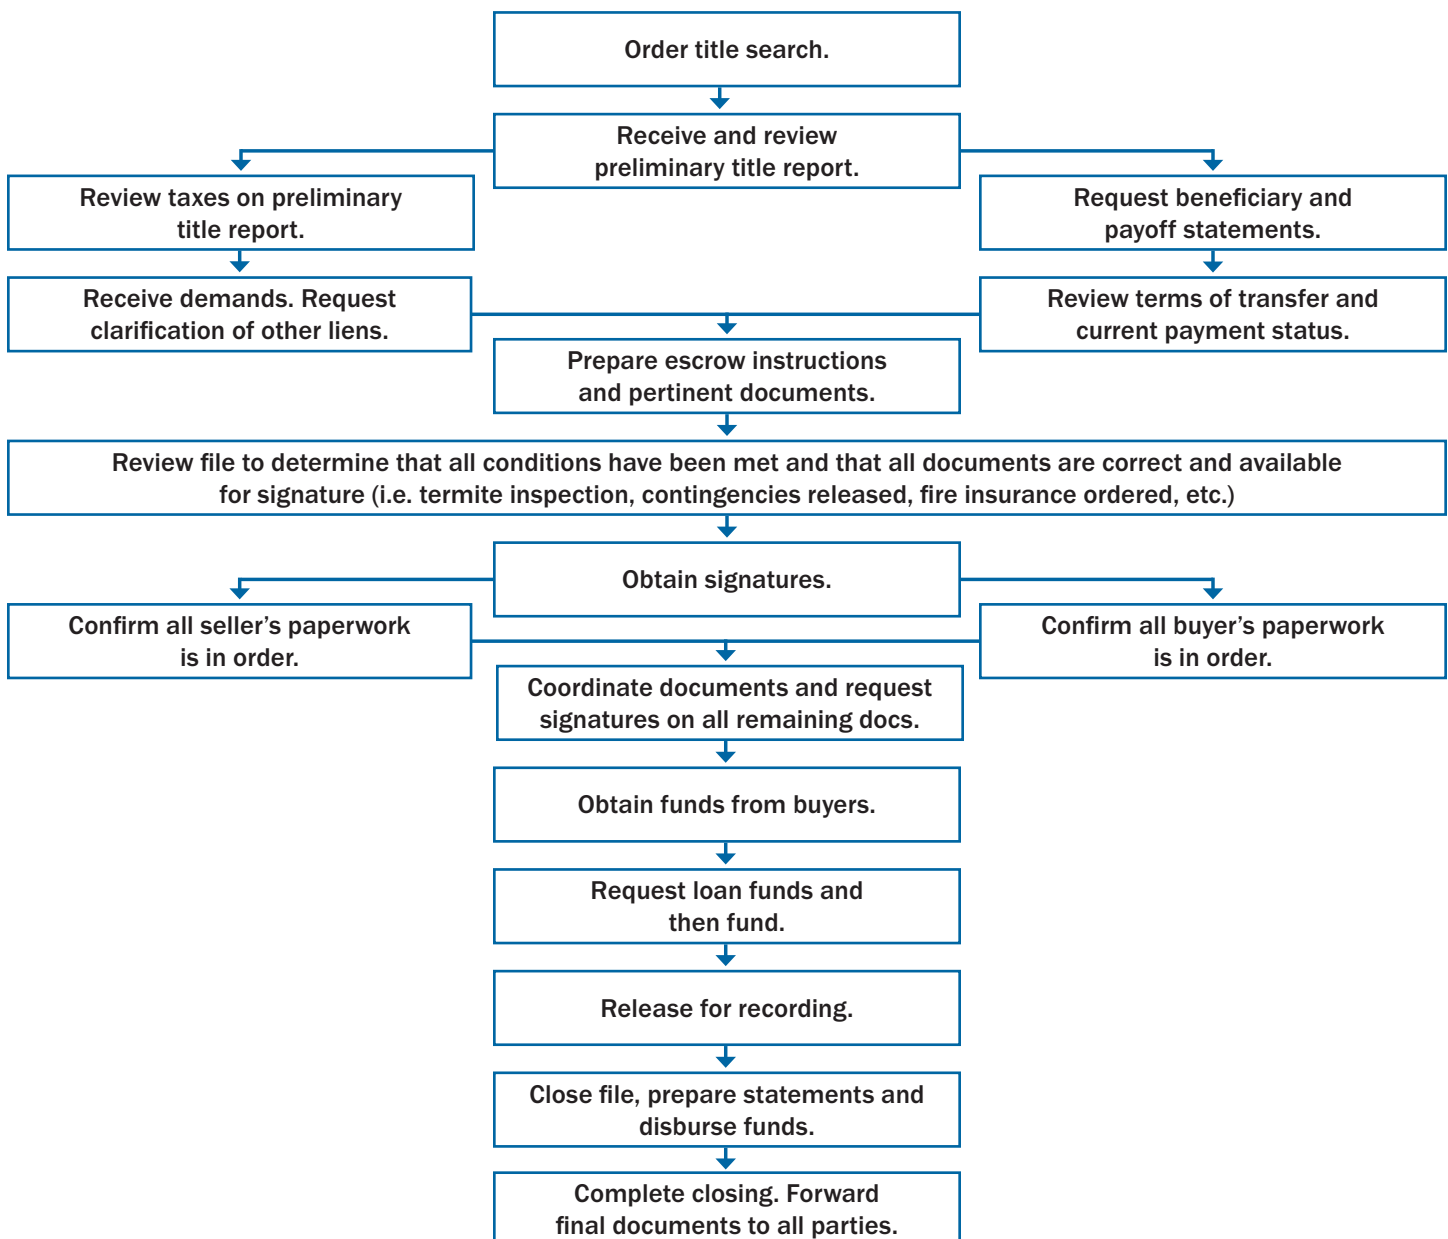 Order title search.
Receive and review
preliminary title report.
Review taxes on preliminary
title report.
Request beneficiary and
payoff statements.
Receive demands. Request
clarification of other liens.
Review terms of transfer and
current payment status.
Prepare escrow instructions
and pertinent documents.
Review file to determine that all conditions have been met and that all documents are correct and available
for signature (i.e. termite inspection, contingencies released, fire insurance ordered, etc.)
Obtain signatures.
Confirm all seller's paperwork
is in order.
Confirm all buyer's paperwork
is in order.
Coordinate documents and request
signatures on all remaining docs.
Obtain funds from buyers.
Request loan funds and
then fund.
Release for recording.
Close file, prepare statements and
disburse funds.
Complete closing. Forward
final documents to all parties.